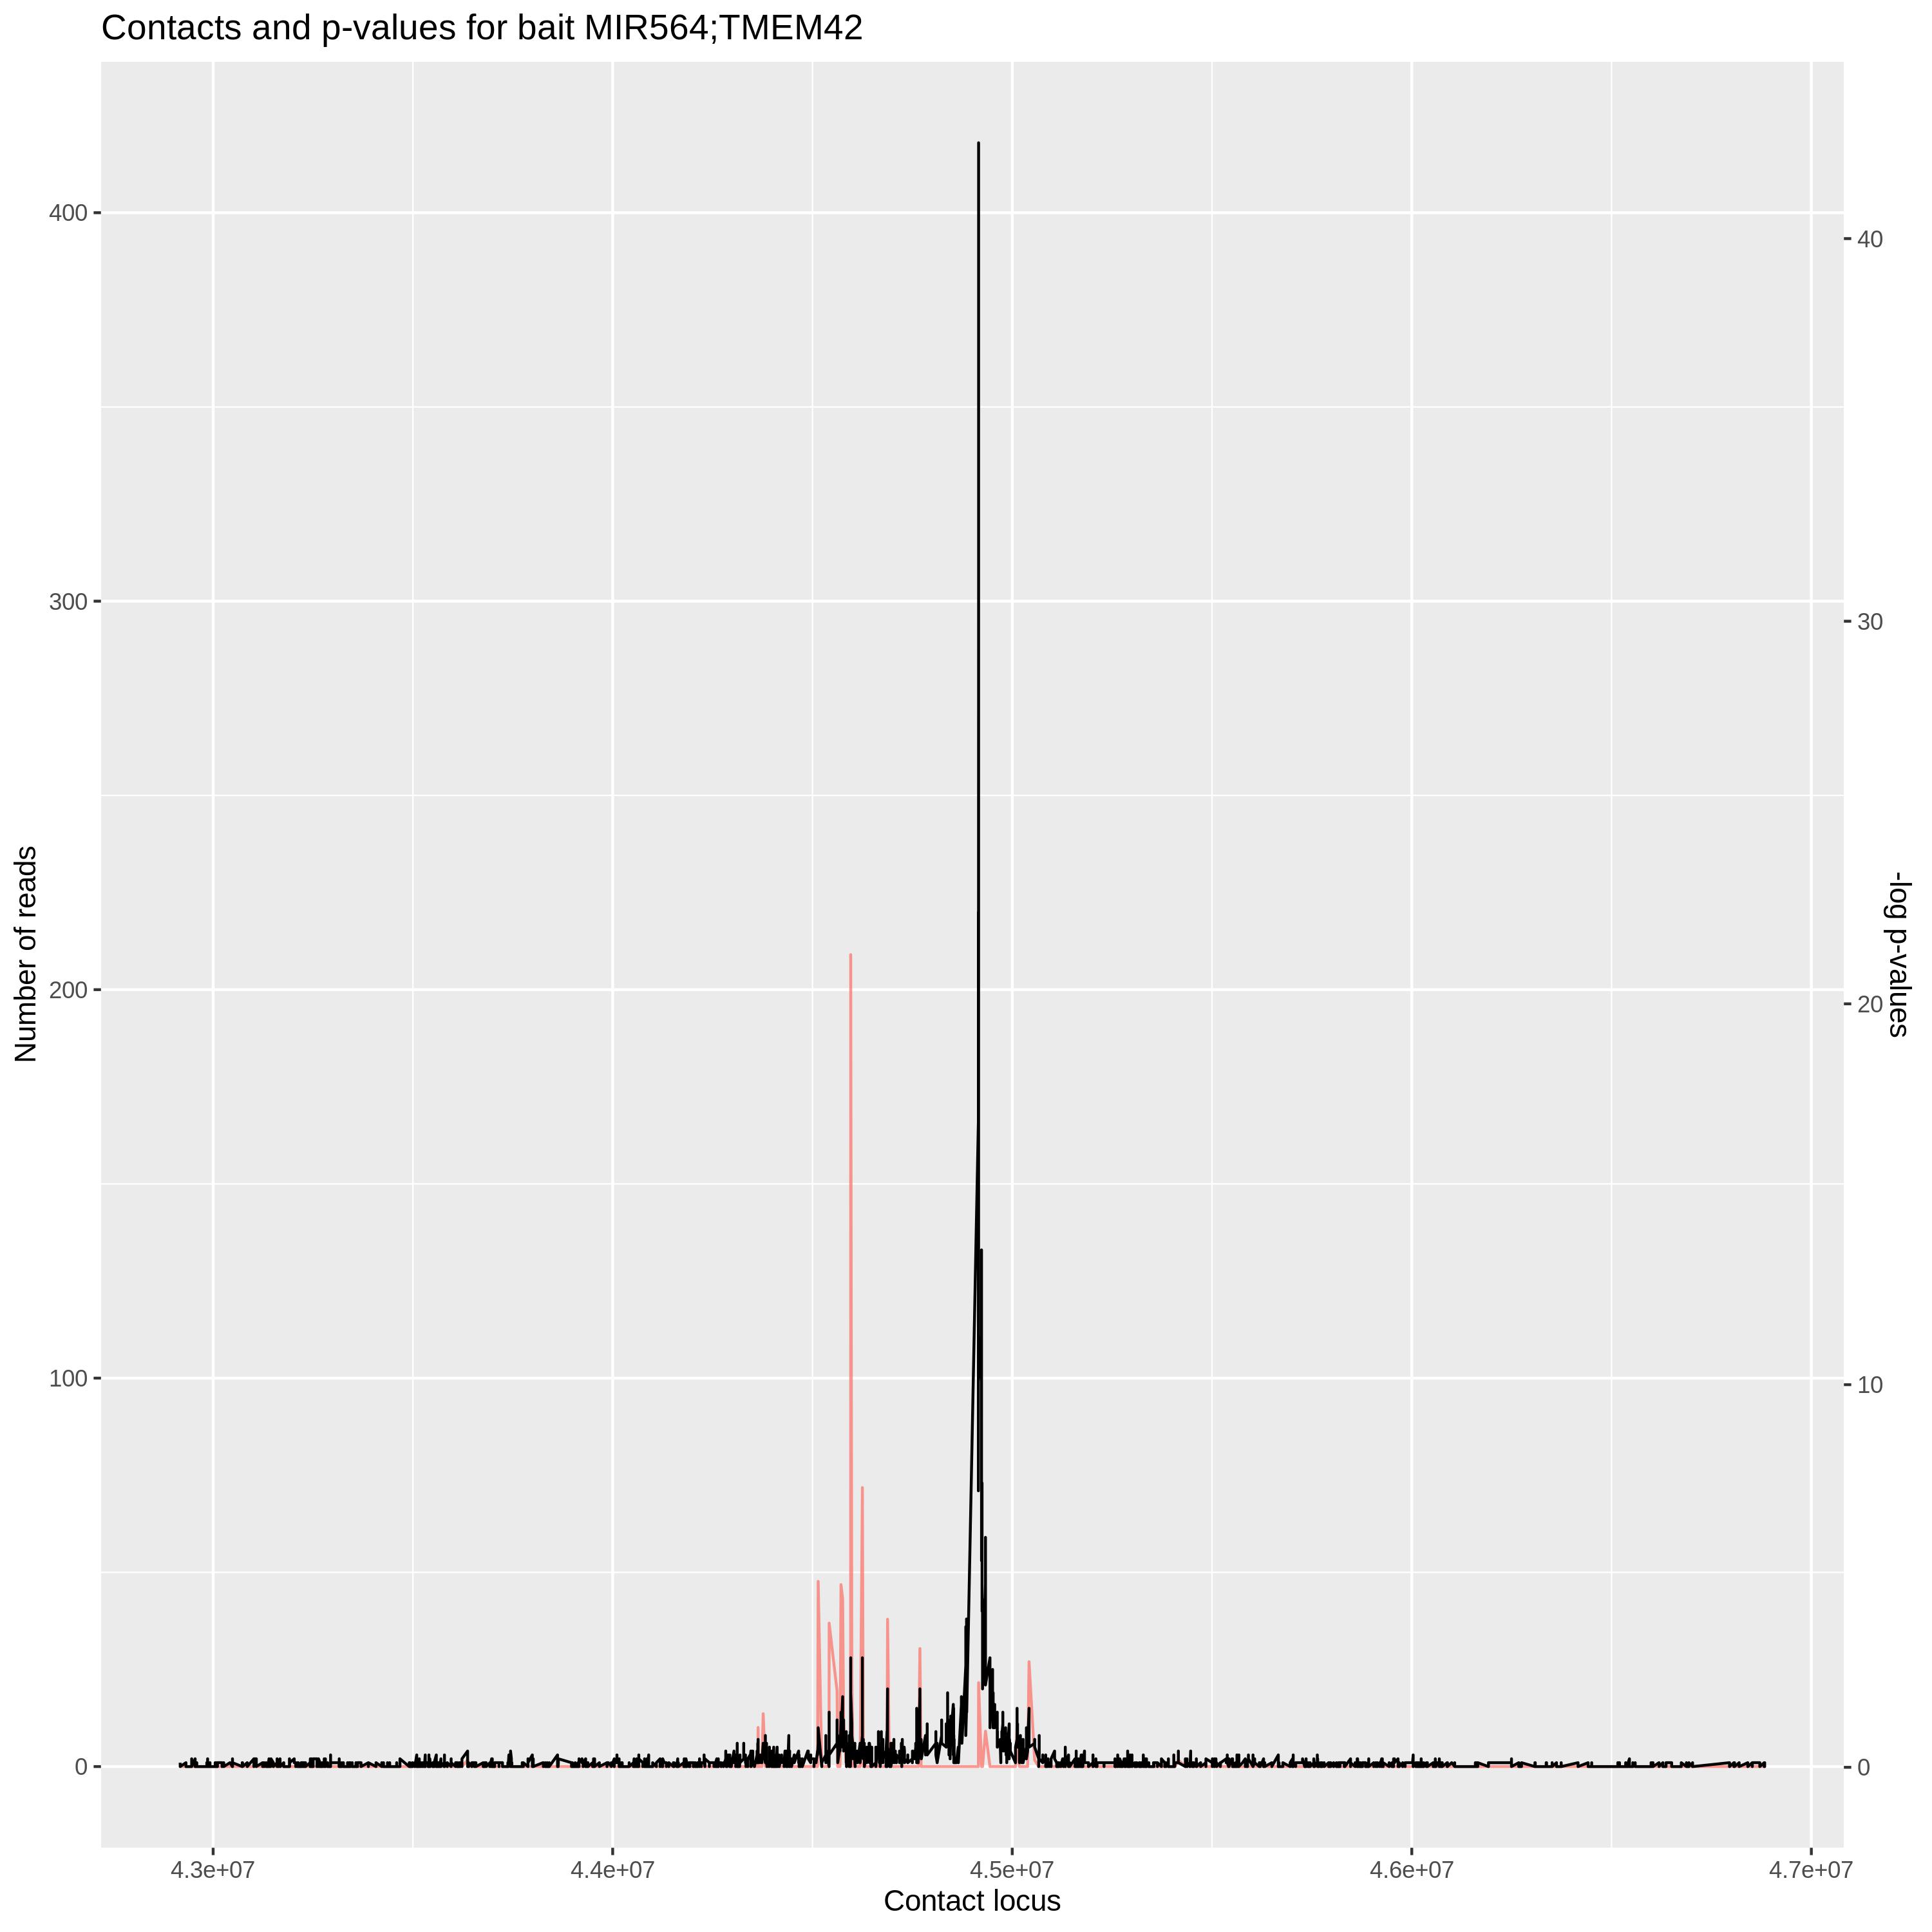 Contacts and p-values for bait MIR564;TMEM42
Number of reads
400
300
200
100
0
40
30
20
10
0
-log p-values
4.3e+07
4.4e+07
4.5e+07
4.6e+07
4.7e+07
Contact locus